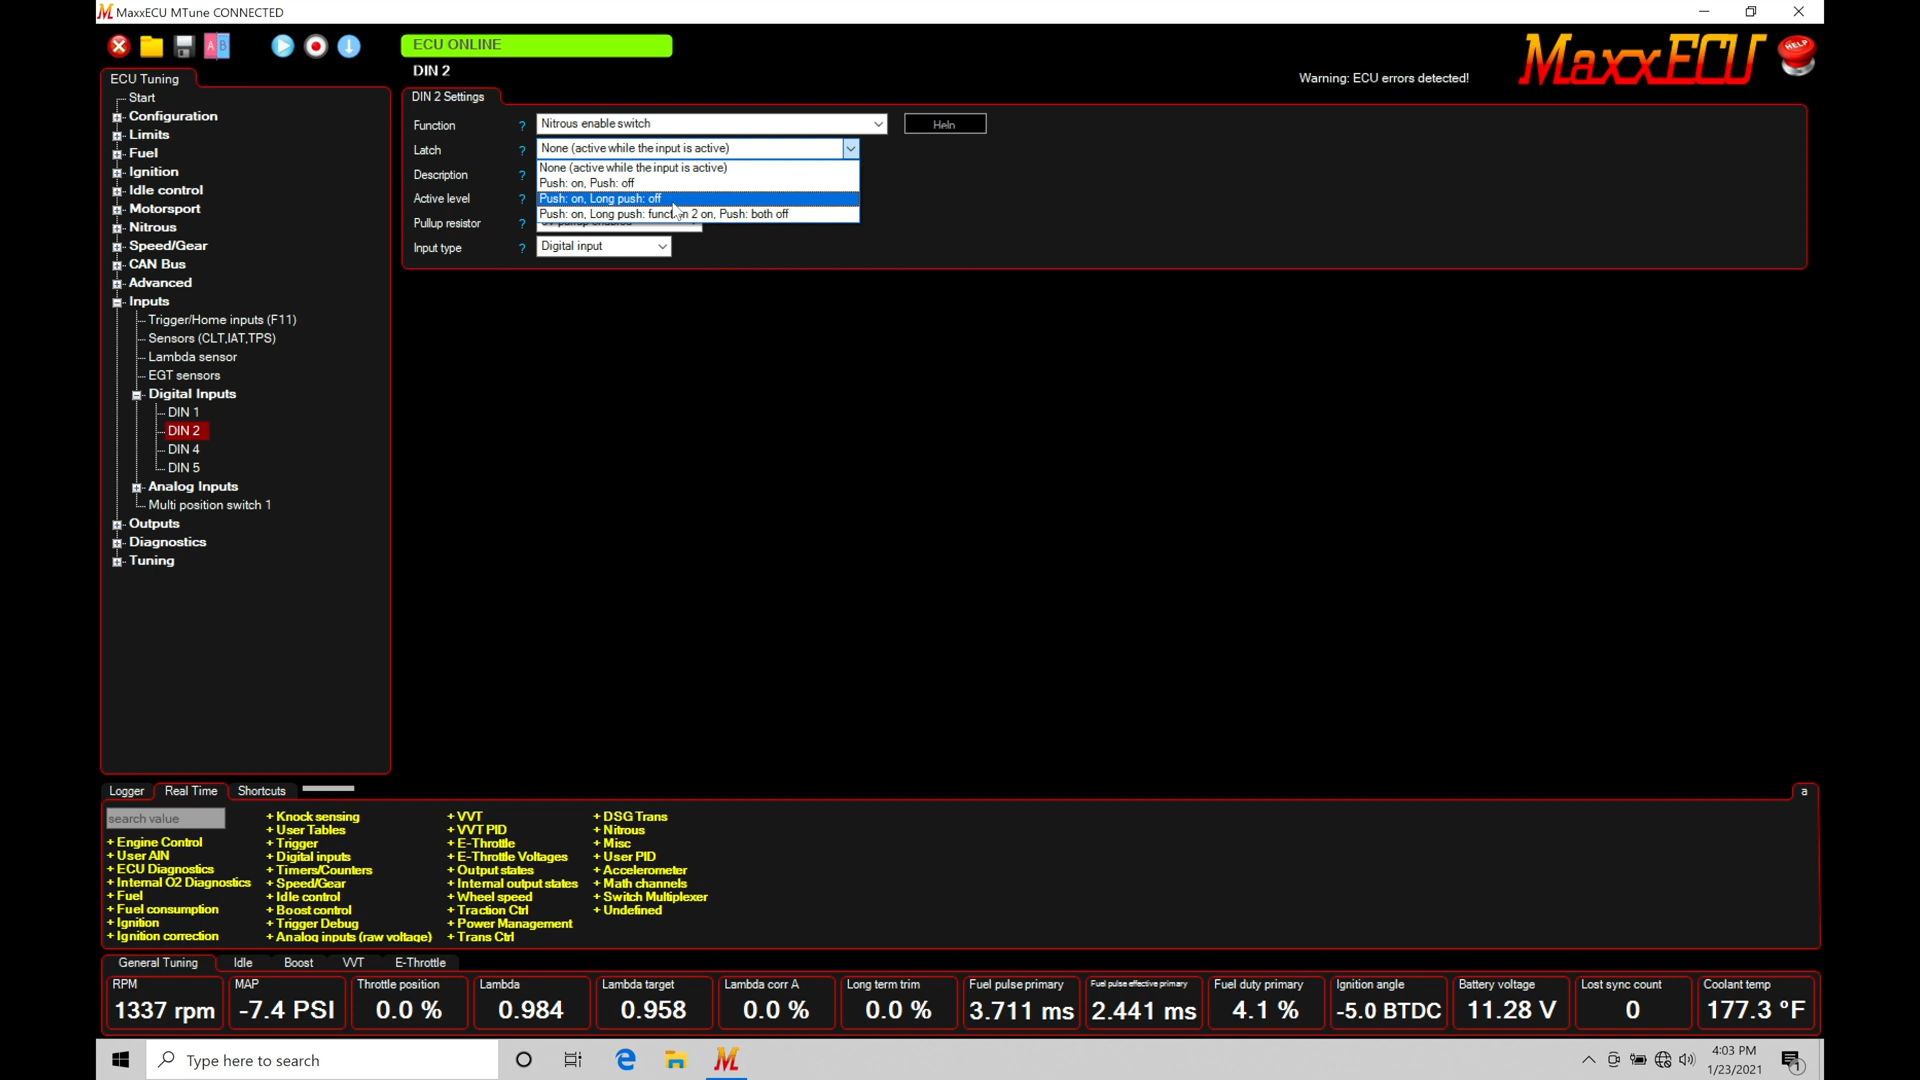 MaxxECU MTune CONNECTED
A B
ECU ONLINE
DIN 2
Warning: ECU errors detected!
MaxxECU
HELP
ECU Tuning
Start
Configuration
Limits
Fuel
Ignition
Idle control
Motorsport
Nitrous
Speed/Gear
CAN Bus
Advanced
Inputs
Trigger/Home inputs (F11)
Sensors (CLT,IAT,TPS)
Lambda sensor
EGT sensors
Digital Inputs
DIN 1
DIN 2
DIN 4
DIN 5
Analog Inputs
Multi position switch 1
Outputs
Diagnostics
Tuning
DIN 2 Settings
Function ? Nitrous enable switch Help
Latch ? None (active while the input is active)
None (active while the input is active)
Push: on, Push: off
Push: on, Long push: off
Push: on, Long push: function 2 on, Push: both off
Description ?
Active level ?
Pullup resistor ?
Input type ? Digital input
Logger Real Time Shortcuts a
search value
+ Engine Control
+ User AIN
+ ECU Diagnostics
+ Internal O2 Diagnostics
+ Fuel
+ Fuel consumption
+ Ignition
+ Ignition correction
+ Knock sensing
+ User Tables
+ Trigger
+ Digital inputs
+ Timers/Counters
+ Speed/Gear
+ Idle control
+ Boost control
+ Trigger Debug
+ Analog inputs (raw voltage)
+ VVT
+ VVT PID
+ E-Throttle
+ E-Throttle Voltages
+ Output states
+ Internal output states
+ Wheel speed
+ Traction Ctrl
+ Power Management
+ Trans Ctrl
+ DSG Trans
+ Nitrous
+ Misc
+ User PID
+ Accelerometer
+ Math channels
+ Switch Multiplexer
+ Undefined
General Tuning Idle Boost VVT E-Throttle
RPM
1337 rpm
MAP
-7.4 PSI
Throttle position
0.0 %
Lambda
0.984
Lambda target
0.958
Lambda corr A
0.0 %
Long term trim
0.0 %
Fuel pulse primary
3.711 ms
Fuel pulse effective primary
2.441 ms
Fuel duty primary
4.1 %
Ignition angle
-5.0 BTDC
Battery voltage
11.28 V
Lost sync count
0
Coolant temp
177.3 °F
Type here to search
4:03 PM
1/23/2021
1